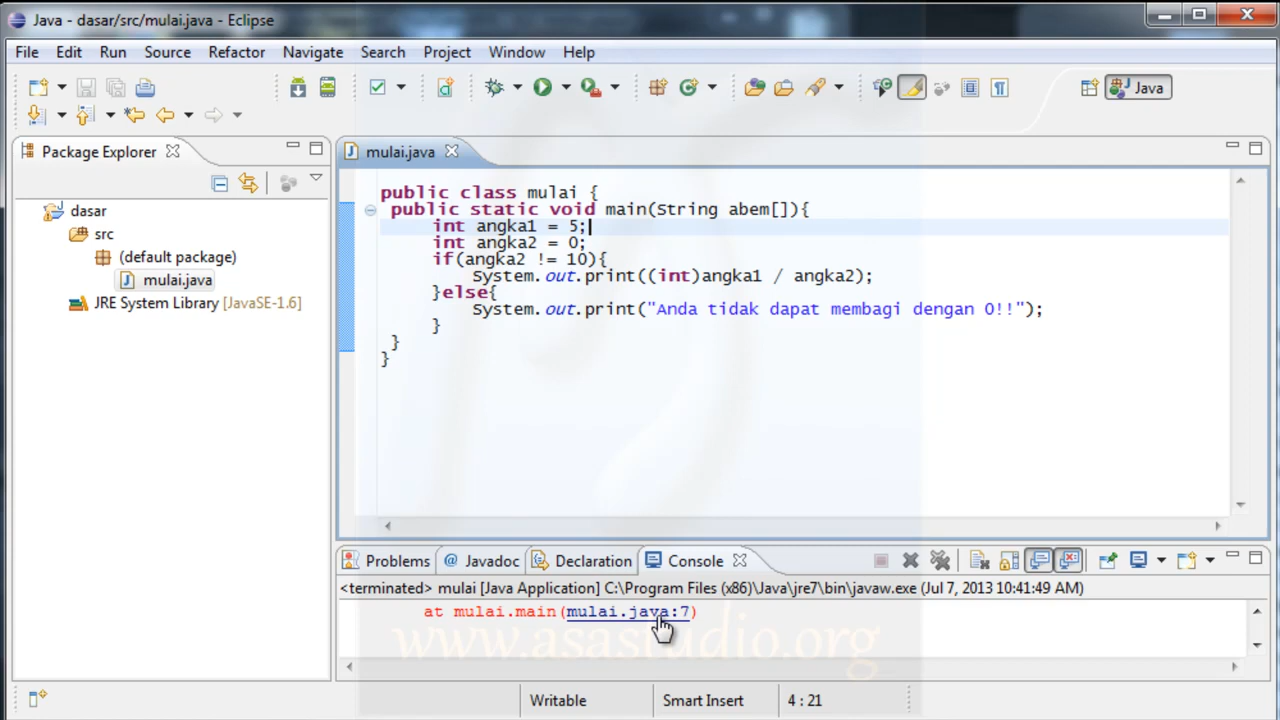 Java - dasar/src/mulai.java - Eclipse
File Edit Run Source Refactor Navigate Search Project Window Help
Java
Package Explorer
mulai.java
dasar
src
(default package)
mulai.java
JRE System Library [JavaSE-1.6]
public class mulai {
public static void main(String abem[]){
int angka1 = 5;
int angka2 = 0;
if(angka2 != 10){
System.out.print((int)angka1 / angka2);
}else{
System.out.print("Anda tidak dapat membagi dengan 0!!");
}
}
}
Problems @ Javadoc Declaration Console
<terminated> mulai [Java Application] C:\Program Files (x86)\Java\jre7\bin\javaw.exe (Jul 7, 2013 10:41:49 AM)
at mulai.main(mulai.java:7)
www.asastudio.org
Writable Smart Insert 4 : 21